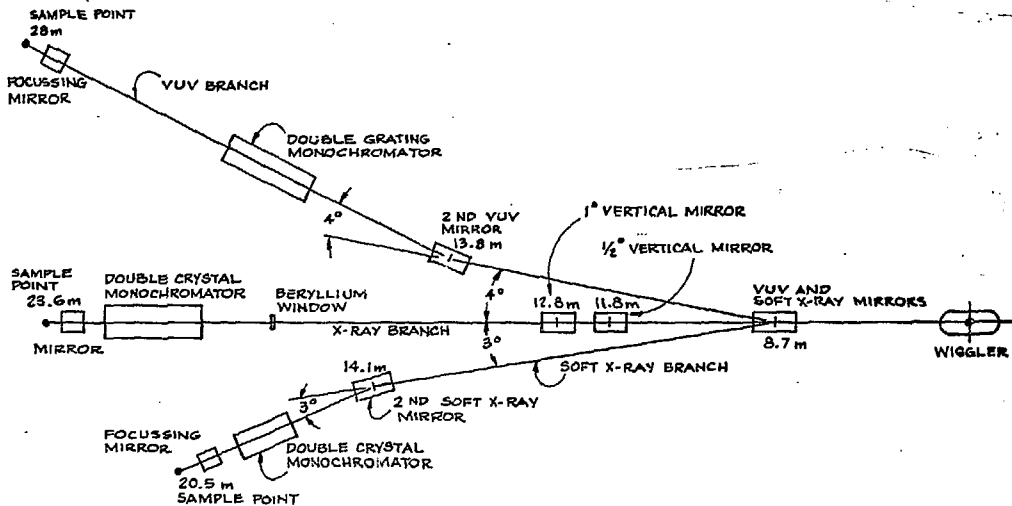 SAMPLE POINT
28m
FOCUSSING
MIRROR
VUV BRANCH
DOUBLE GRATING
MONOCHROMATOR
4°
2 ND VUV
MIRROR
13.8 m
1° VERTICAL MIRROR
1/2° VERTICAL MIRROR
SAMPLE
POINT
23.6m
DOUBLE CRYSTAL
MONOCHROMATOR
BERYLLIUM
WINDOW
4°
12.8m
11.8m
VUV AND
SOFT X-RAY MIRRORS
MIRROR
X-RAY BRANCH
3°
8.7 m
WIGGLER
14.1m
SOFT X-RAY BRANCH
3°
2 ND SOFT X-RAY
MIRROR
FOCUSSING
MIRROR
DOUBLE CRYSTAL
MONOCHROMATOR
20.5 m
SAMPLE POINT